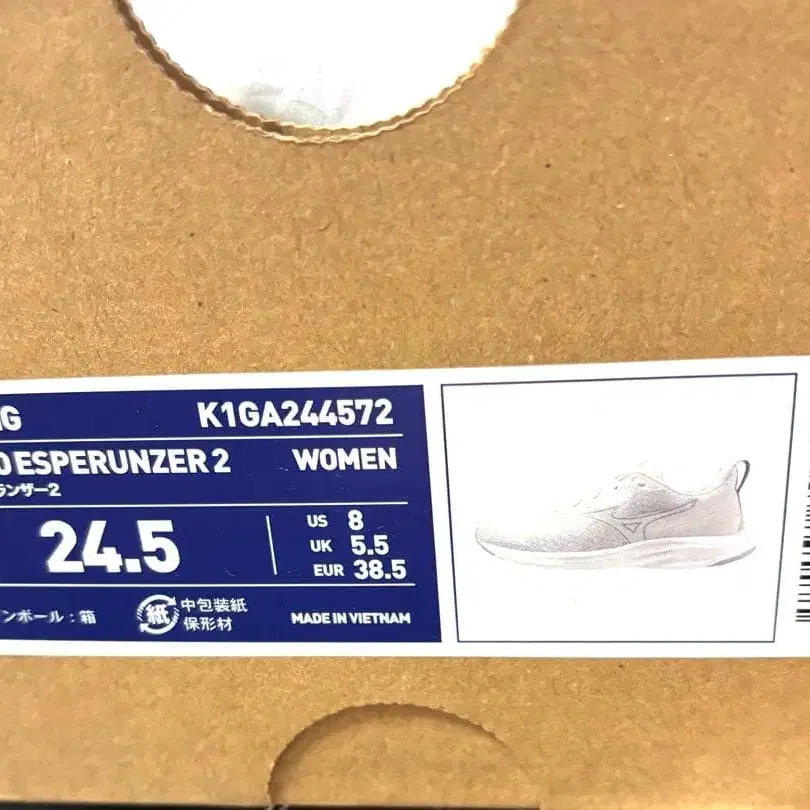 G K1GA244572
O ESPERUNZER 2 WOMEN
ランザー2
24.5
US 8
UK 5.5
EUR 38.5
ンボール：箱
紙 中包装紙
保形材
MADE IN VIETNAM